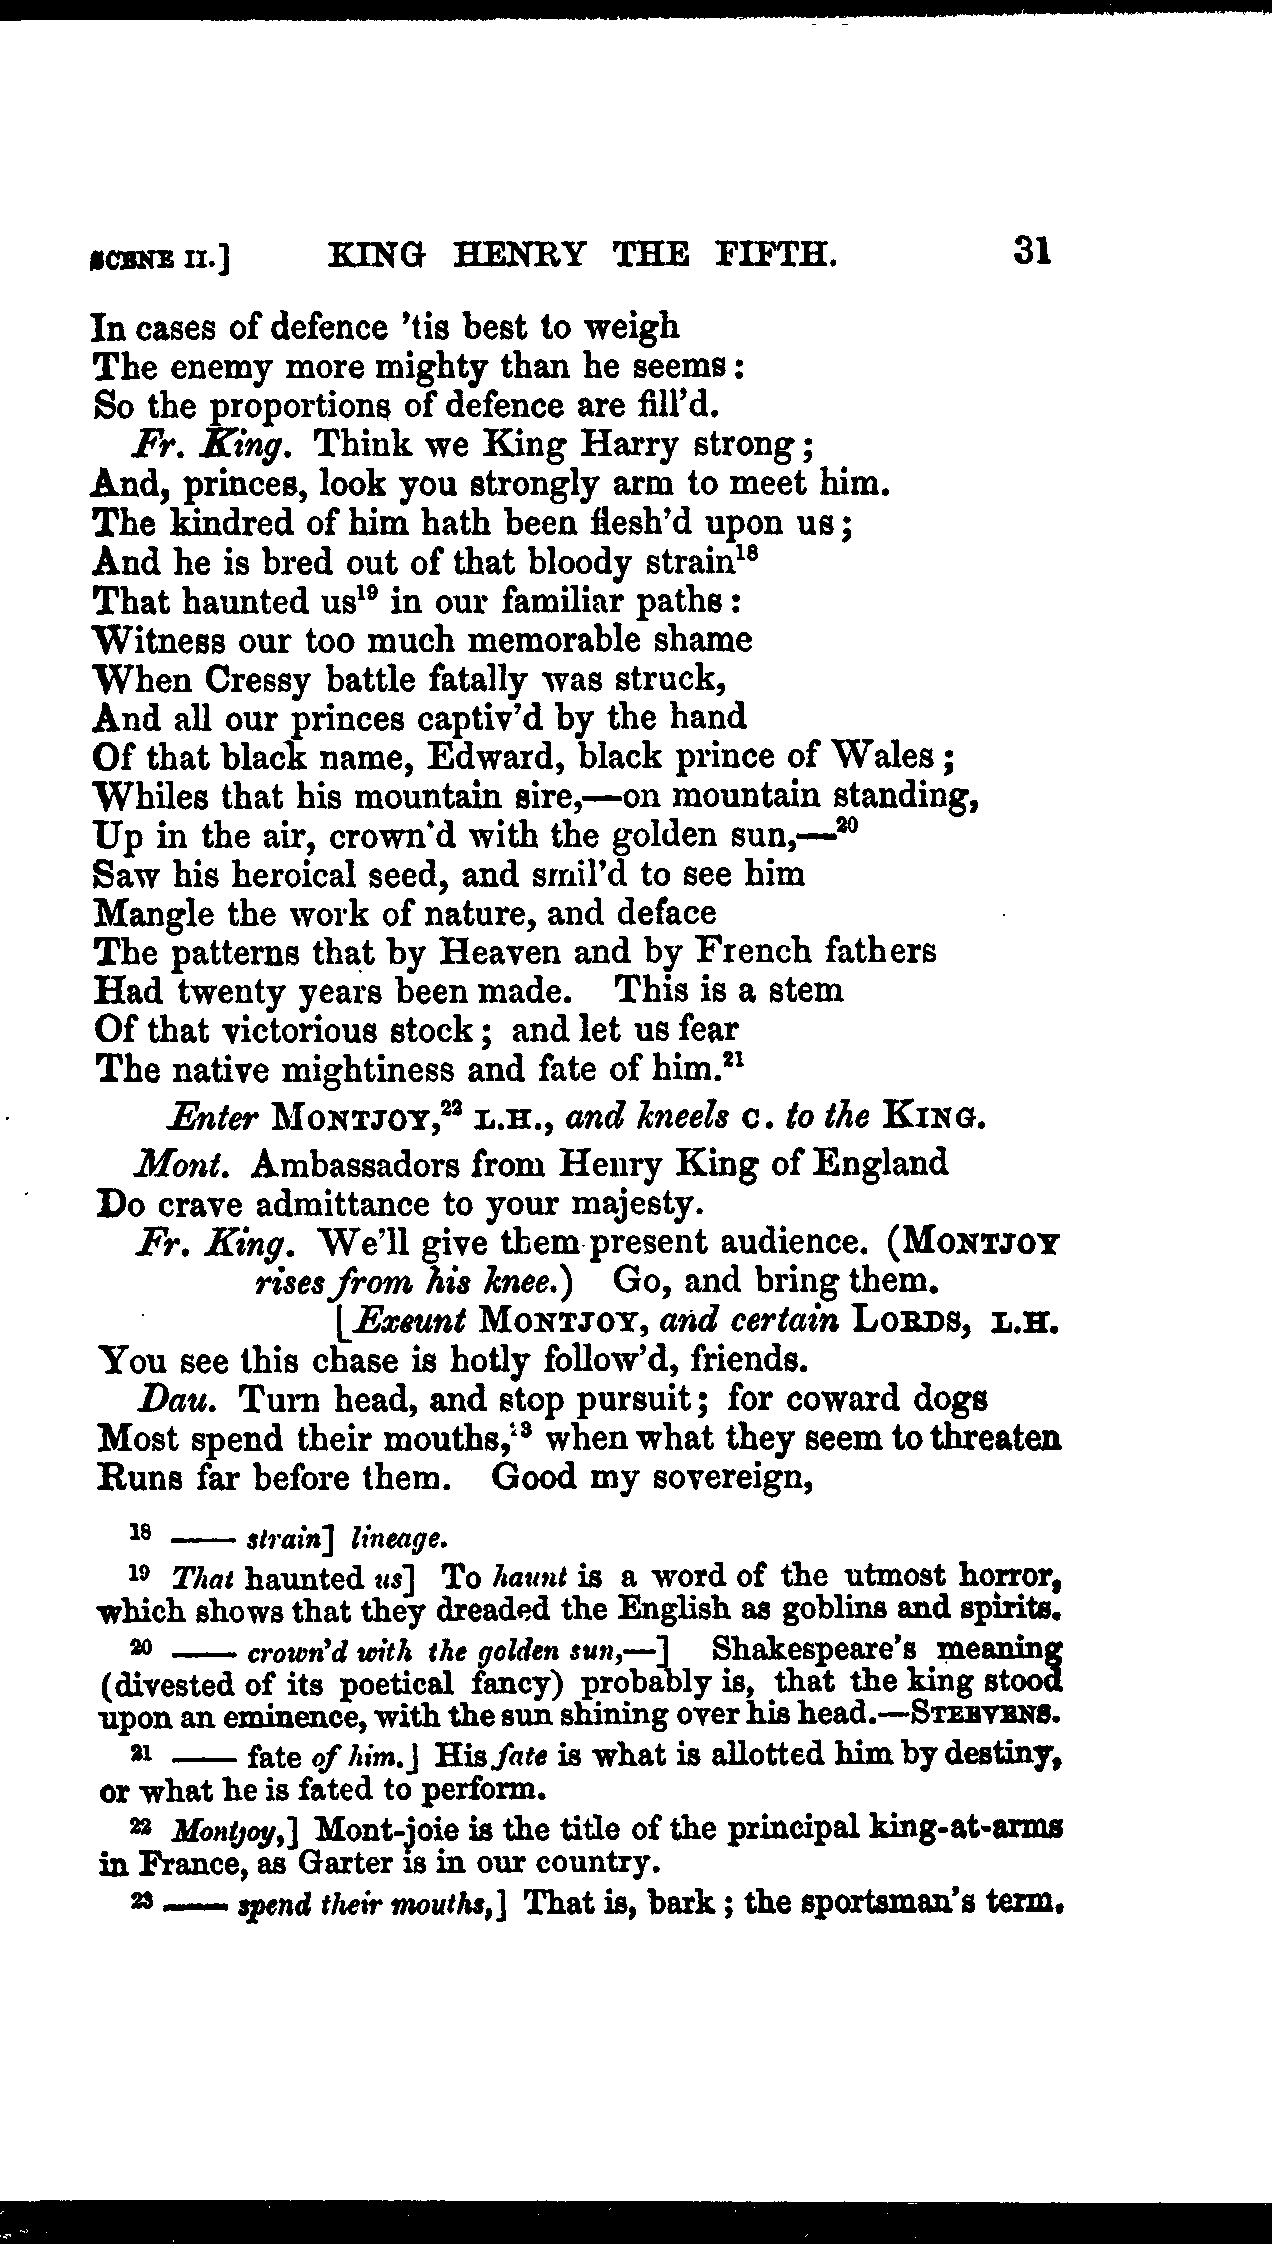 SCENE II.] KING HENRY THE FIFTH. 31
In cases of defence 'tis best to weigh
The enemy more mighty than he seems:
So the proportions of defence are fill'd.
Fr. King. Think we King Harry strong;
And, princes, look you strongly arm to meet him.
The kindred of him hath been flesh'd upon us;
And he is bred out of that bloody strain¹⁸
That haunted us¹⁹ in our familiar paths:
Witness our too much memorable shame
When Cressy battle fatally was struck,
And all our princes captiv'd by the hand
Of that black name, Edward, black prince of Wales;
Whiles that his mountain sire,—on mountain standing,
Up in the air, crown'd with the golden sun,—²⁰
Saw his heroical seed, and smil'd to see him
Mangle the work of nature, and deface
The patterns that by Heaven and by French fathers
Had twenty years been made. This is a stem
Of that victorious stock; and let us fear
The native mightiness and fate of him.²¹
Enter MONTJOY,²² L.H., and kneels C. to the KING.
Mont. Ambassadors from Henry King of England
Do crave admittance to your majesty.
Fr. King. We'll give them present audience. (MONTJOY
rises from his knee.) Go, and bring them.
[Exeunt MONTJOY, and certain LORDS, L.H.
You see this chase is hotly follow'd, friends.
Dau. Turn head, and stop pursuit; for coward dogs
Most spend their mouths,²³ when what they seem to threaten
Runs far before them. Good my sovereign,
¹⁸ —— strain] lineage.
¹⁹ That haunted us] To haunt is a word of the utmost horror,
which shows that they dreaded the English as goblins and spirits.
²⁰ —— crown'd with the golden sun,—] Shakespeare's meaning
(divested of its poetical fancy) probably is, that the king stood
upon an eminence, with the sun shining over his head.—STEEVENS.
²¹ —— fate of him.] His fate is what is allotted him by destiny,
or what he is fated to perform.
²² Montjoy,] Mont-joie is the title of the principal king-at-arms
in France, as Garter is in our country.
²³ —— spend their mouths,] That is, bark; the sportsman's term.